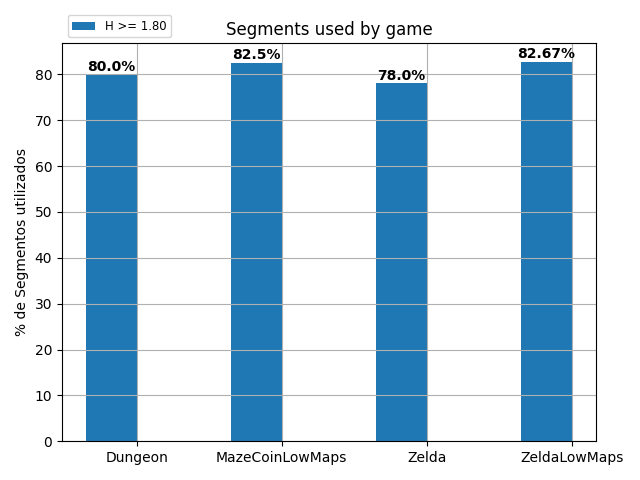 H >= 1.80
Segments used by game
80.0%
82.5%
78.0%
82.67%
% de Segmentos utilizados
80
70
60
50
40
30
20
10
0
Dungeon
MazeCoinLowMaps
Zelda
ZeldaLowMaps